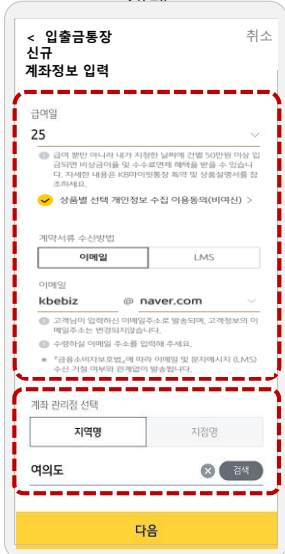 < 입출금통장
신규
계좌정보 입력
취소
급여일
25
급여 뿐만 아니라 내가 지정한 날짜에 건별 50만원 이상 입
금되면 비상금이율 및 수수료면제 혜택을 받을 수 있습니
다. 자세한 내용은 KB마이핏통장 특약 및 상품설명서를 참
조하세요.
상품별 선택 개인정보 수집 이용동의(비여신) >
계약서류 수신방법
이메일 LMS
이메일
kbebiz @ naver.com
고객님이 입력하신 이메일주소로 발송되며, 고객정보의 이
메일주소는 변경되지않습니다.
수령하실 이메일 주소를 입력해 주세요.
* 「금융소비자보호법」에 따라 이메일 및 문자메시지 (LMS)
수신 거절 여부와 관계없이 발송됩니다.
계좌 관리점 선택
지역명 지점명
여의도 검색
다음